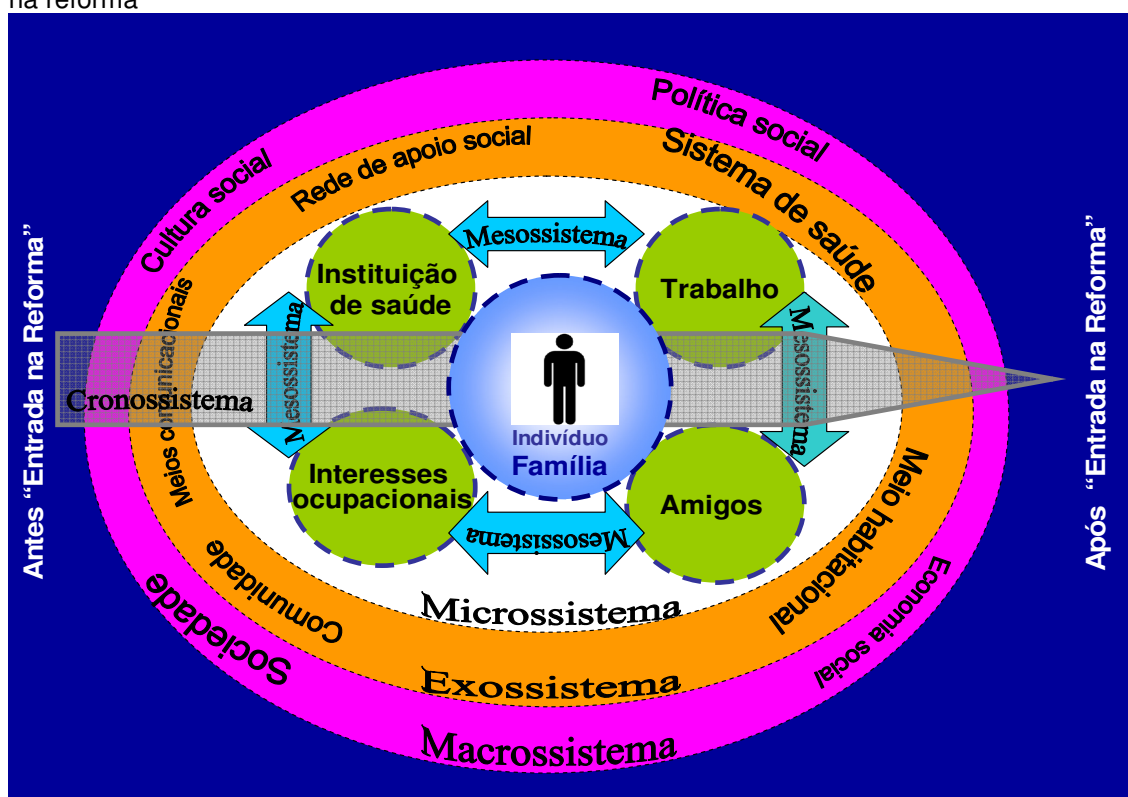 na reforma
Política social
Cultura social
Rede de apoio social
Sistema de saúde
Mesossistema
Instituição
de saúde
Trabalho
Antes “Entrada na Reforma”
Após “Entrada na Reforma”
Meios comunicacionais
Mesossistema
Mesossistema
Cronossistema
Indivíduo
Família
Interesses
ocupacionais
Amigos
Mesossistema
Meio habitacional
Economia social
Comunidade
Sociedade
Microssistema
Exossistema
Macrossistema